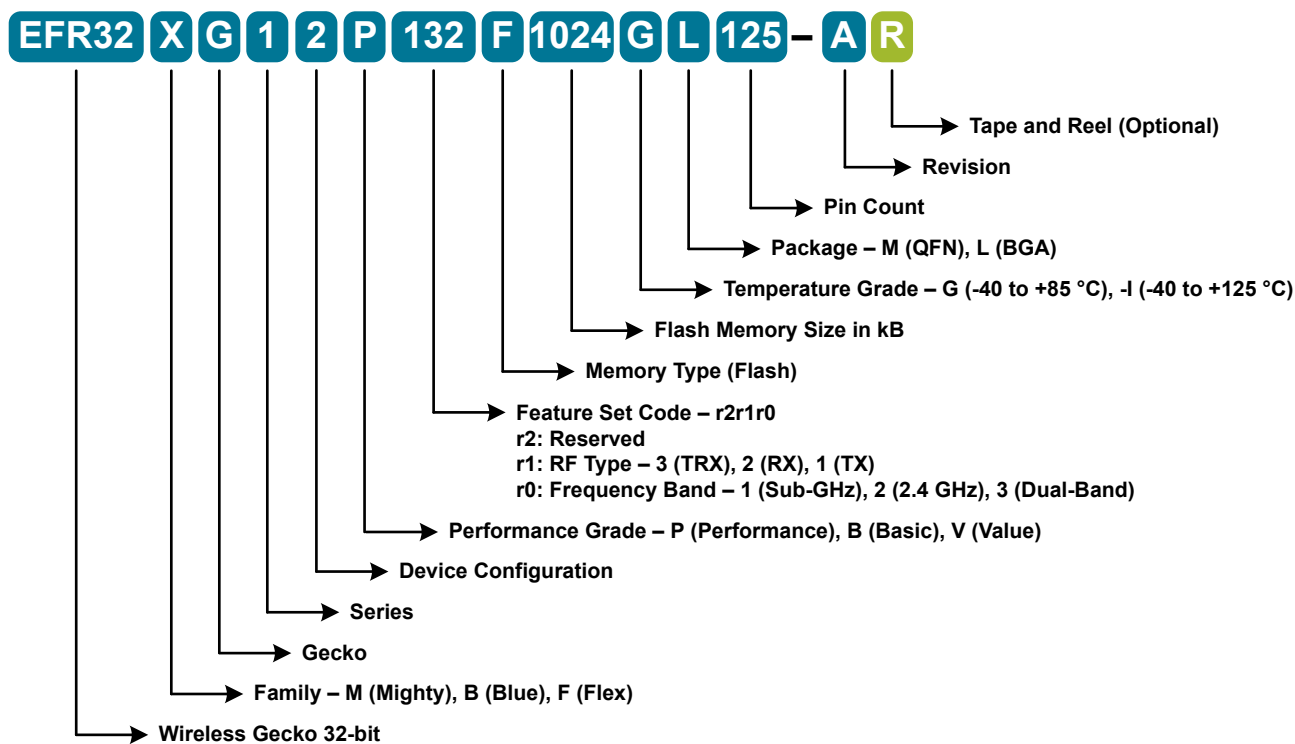 EFR32 X G 1 2 P 132 F 1024 G L 125 – A R
Tape and Reel (Optional)
Revision
Pin Count
Package – M (QFN), L (BGA)
Temperature Grade – G (-40 to +85 °C), -I (-40 to +125 °C)
Flash Memory Size in kB
Memory Type (Flash)
Feature Set Code – r2r1r0
r2: Reserved
r1: RF Type – 3 (TRX), 2 (RX), 1 (TX)
r0: Frequency Band – 1 (Sub-GHz), 2 (2.4 GHz), 3 (Dual-Band)
Performance Grade – P (Performance), B (Basic), V (Value)
Device Configuration
Series
Gecko
Family – M (Mighty), B (Blue), F (Flex)
Wireless Gecko 32-bit